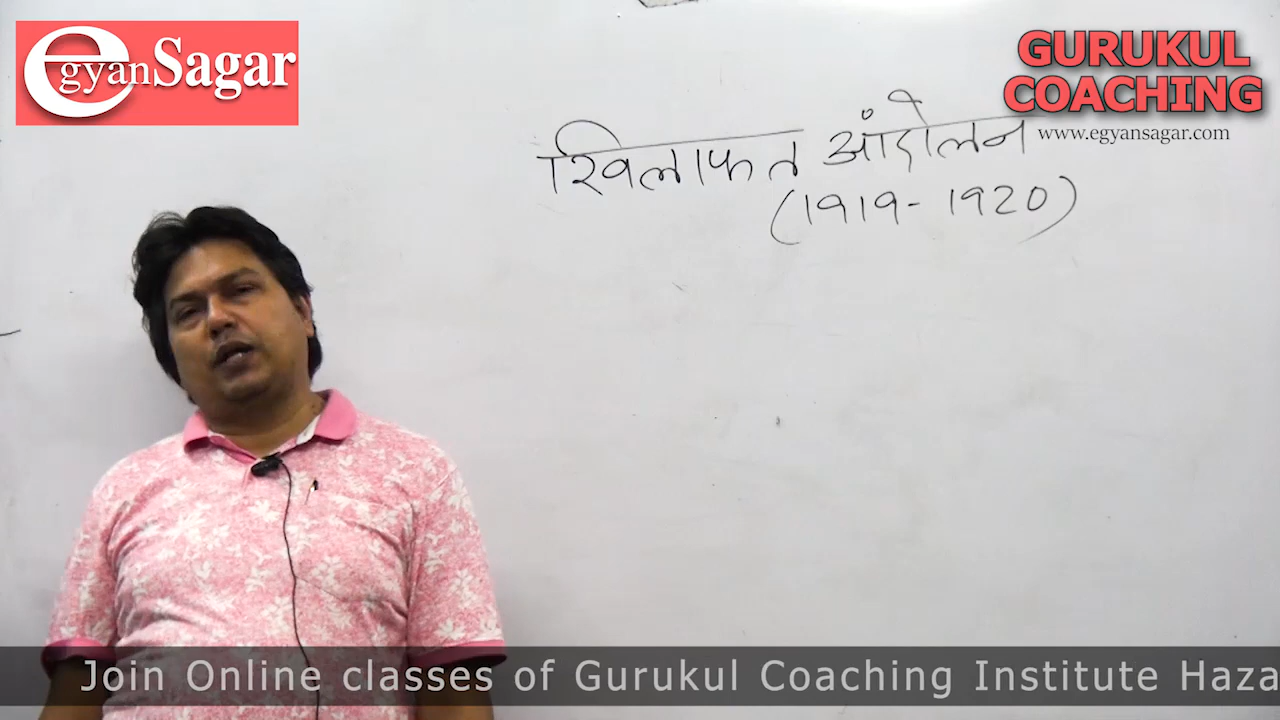 egyanSagar
GURUKUL
COACHING
www.egyansagar.com
खिलाफत आंदोलन
(1919-1920)
Join Online classes of Gurukul Coaching Institute Haza